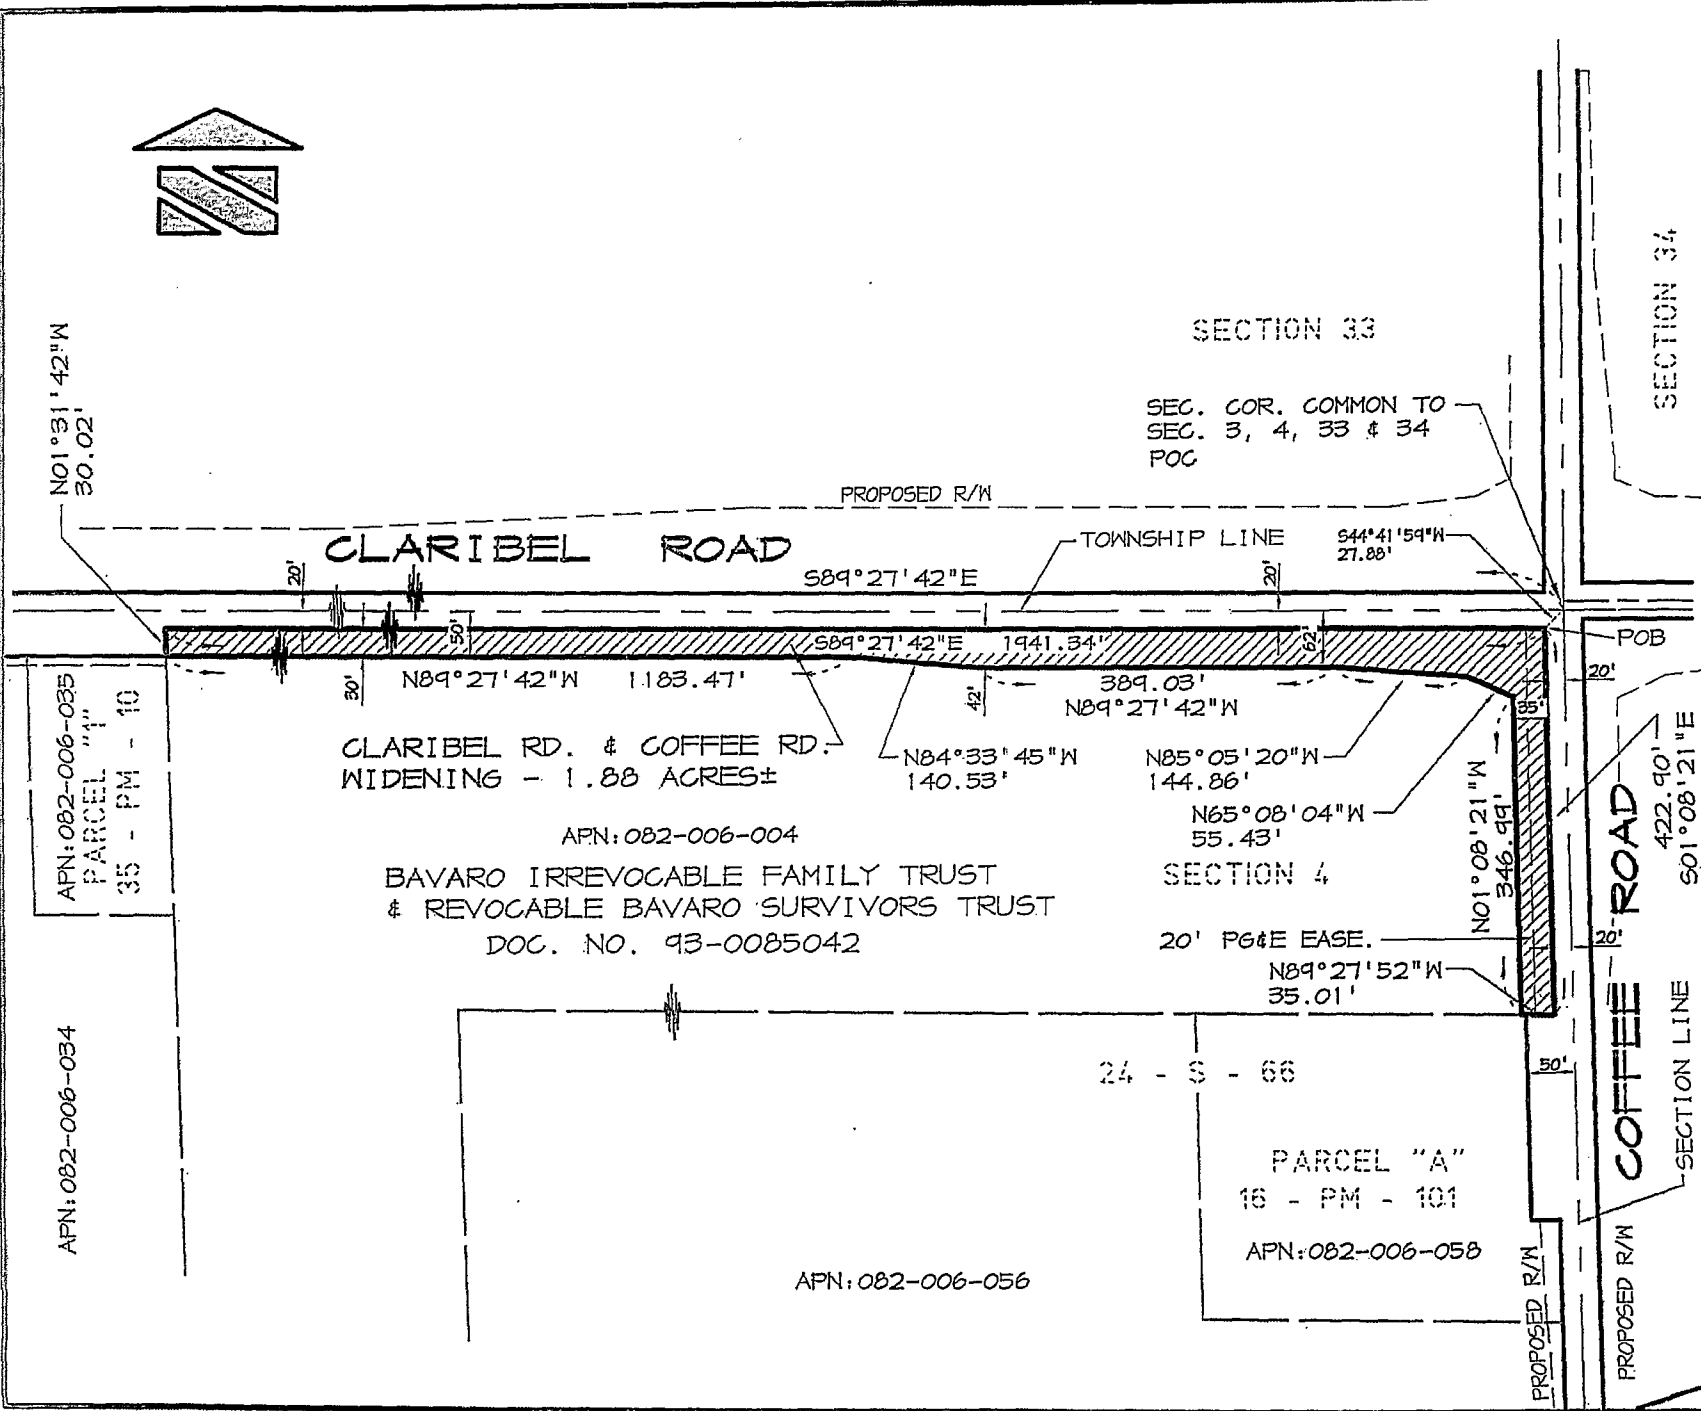 SECTION 34
SECTION 33
N01°31'42"W
30.02'
SEC. COR. COMMON TO
SEC. 3, 4, 33 & 34
POC
PROPOSED R/W
CLARIBEL ROAD
TOWNSHIP LINE
S44°41'59"W
27.88'
20'
S89°27'42"E
20'
50'
S89°27'42"E 1941.34'
62'
POB
20'
30'
N89°27'42"W 1183.47'
42'
389.03'
N89°27'42"W
35'
CLARIBEL RD. & COFFEE RD.
WIDENING - 1.88 ACRES±
N84°33'45"W
140.53'
N85°05'20"W
144.86'
N65°08'04"W
55.43'
422.90'
S01°08'21"E
APN:082-006-035
PARCEL "1"
35 - PM - 10
APN:082-006-004
BAVARO IRREVOCABLE FAMILY TRUST
& REVOCABLE BAVARO SURVIVORS TRUST
DOC. NO. 93-0085042
SECTION 4
N01°08'21"W
346.99'
20' PG&E EASE.
20'
N89°27'52"W
35.01'
COFFEE ROAD
SECTION LINE
APN:082-006-034
24 - S - 66
50'
PARCEL "A"
16 - PM - 101
APN:082-006-058
APN:082-006-056
PROPOSED R/W
PROPOSED R/W